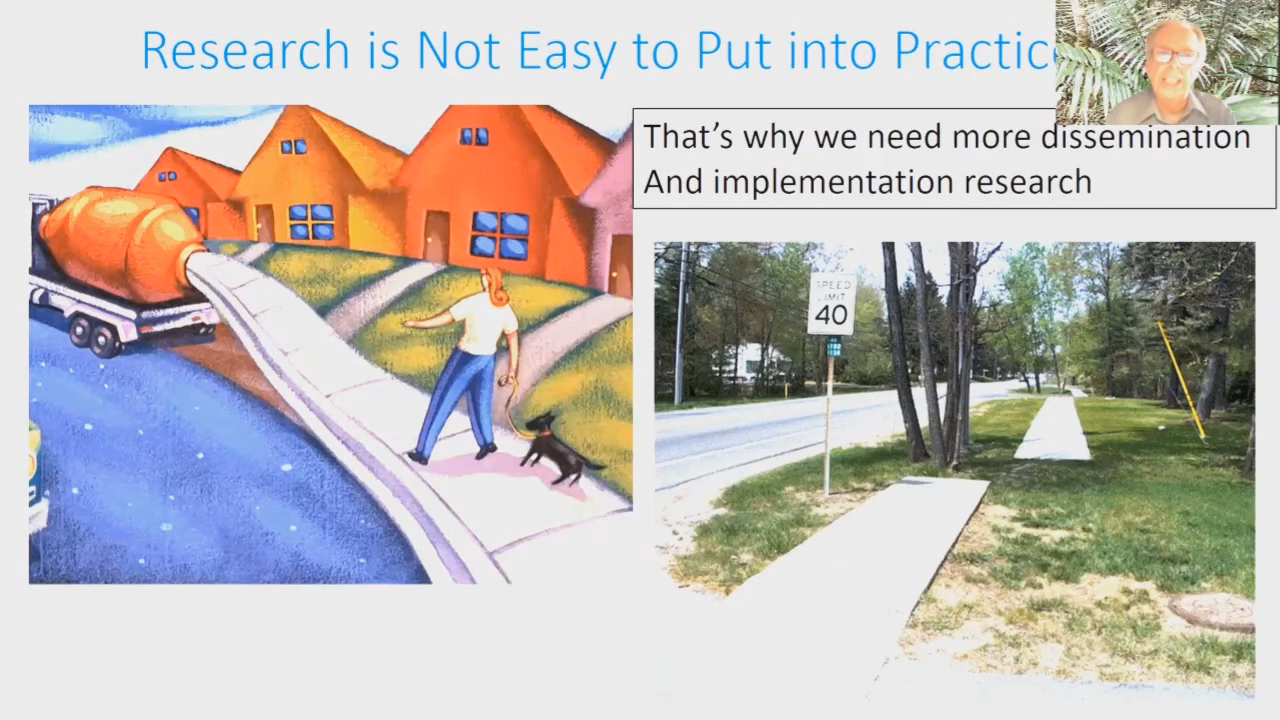 Research is Not Easy to Put into Practice
That's why we need more dissemination
And implementation research
SPEED
LIMIT
40